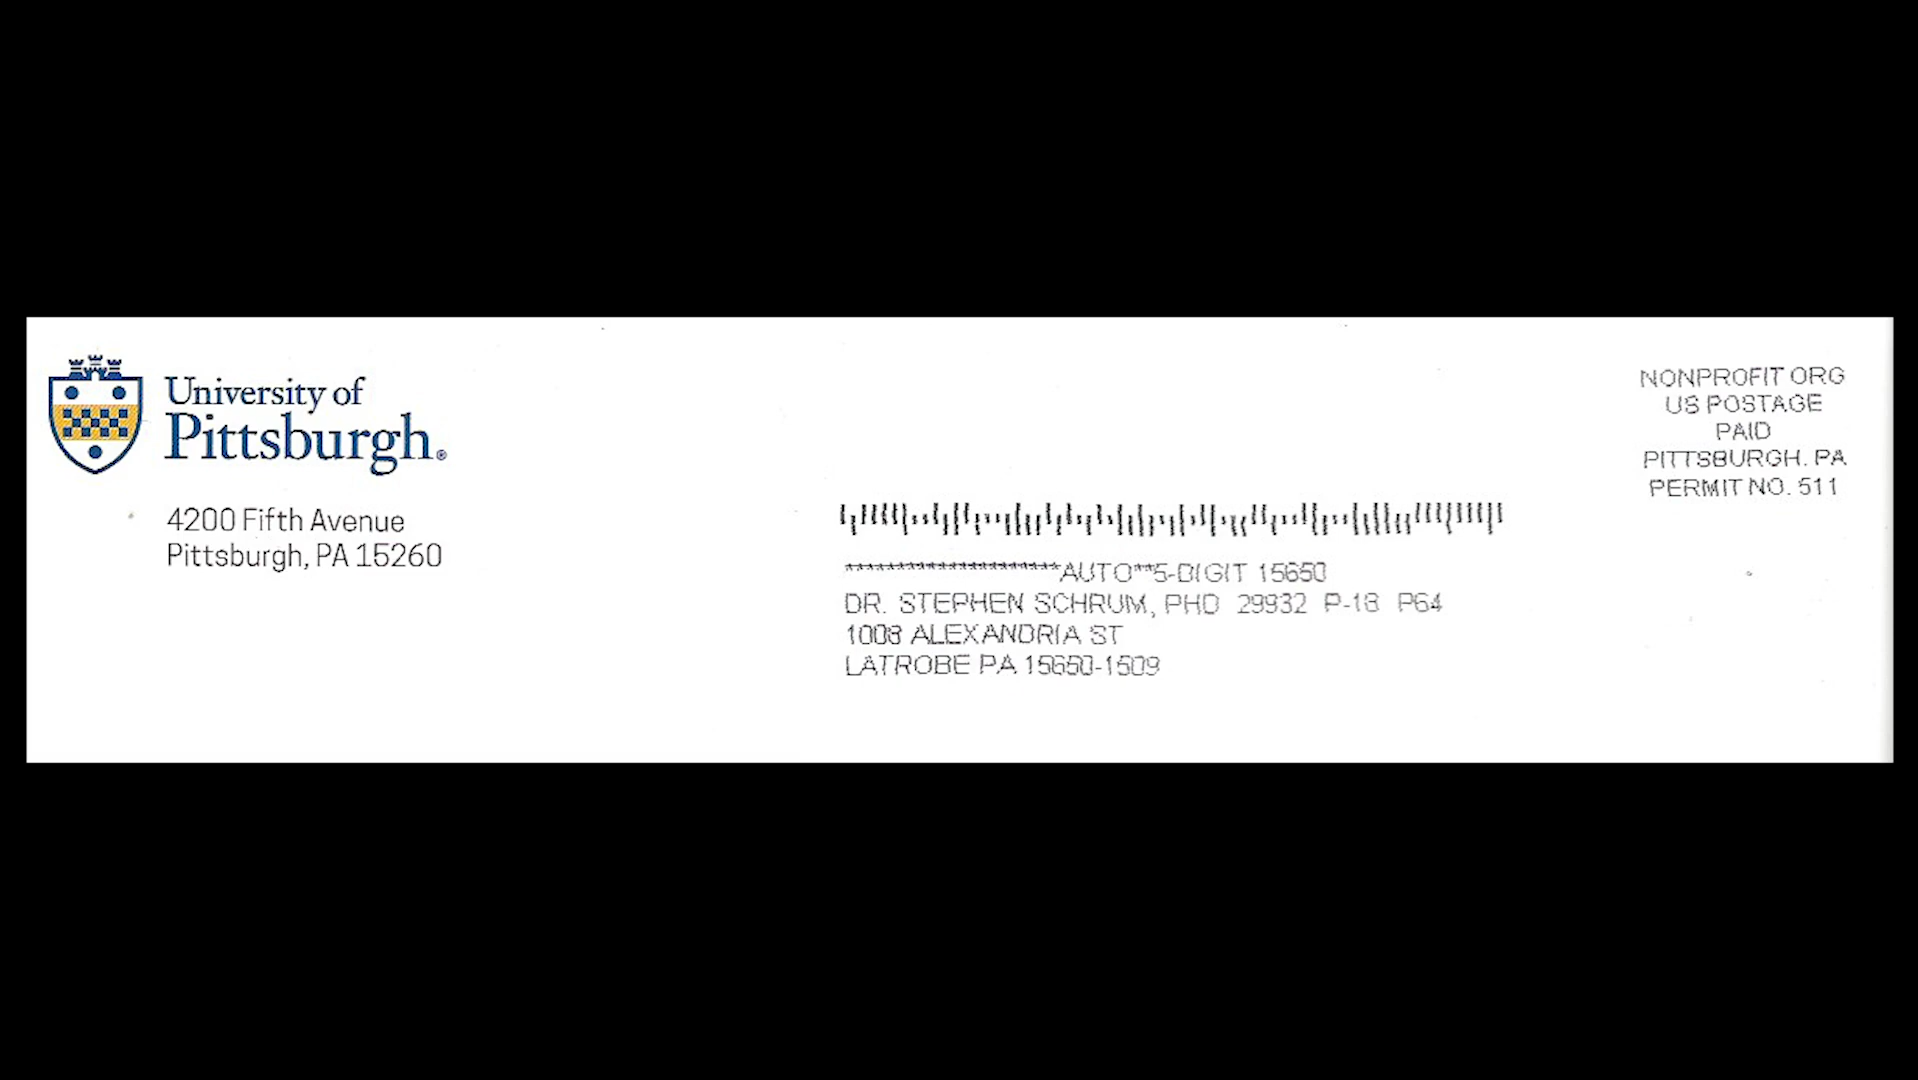 University of
Pittsburgh®
4200 Fifth Avenue
Pittsburgh, PA 15260
NONPROFIT ORG
US POSTAGE
PAID
PITTSBURGH, PA
PERMIT NO. 511
*********************AUTO**5-DIGIT 15650
DR. STEPHEN SCHRUM, PHD 29932 P-18 P64
1008 ALEXANDRIA ST
LATROBE PA 15650-1509